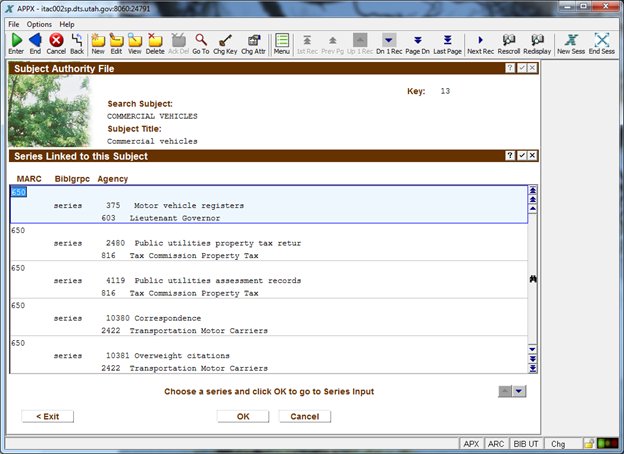 APPX - itac002sp.dts.utah.gov:8060:24791
File Options Help
Enter End Cancel Back New Edit View Delete Ack Del Go To Chg Key Chg Attr Menu 1st Rec Prev Pg Up 1 Rec Dn 1 Rec Page Dn Last Page Next Rec Rescroll Redisplay New Sess End Sess
Subject Authority File
Key: 13
Search Subject:
COMMERCIAL VEHICLES
Subject Title:
Commercial vehicles
Series Linked to this Subject
MARC Biblgrpc Agency
650
series 375 Motor vehicle registers
603 Lieutenant Governor
650
series 2480 Public utilities property tax retur
816 Tax Commission Property Tax
650
series 4119 Public utilities assessment records
816 Tax Commission Property Tax
650
series 10380 Correspondence
2422 Transportation Motor Carriers
650
series 10381 Overweight citations
2422 Transportation Motor Carriers
Choose a series and click OK to go to Series Input
< Exit OK Cancel
APX ARC BIB UT Chg